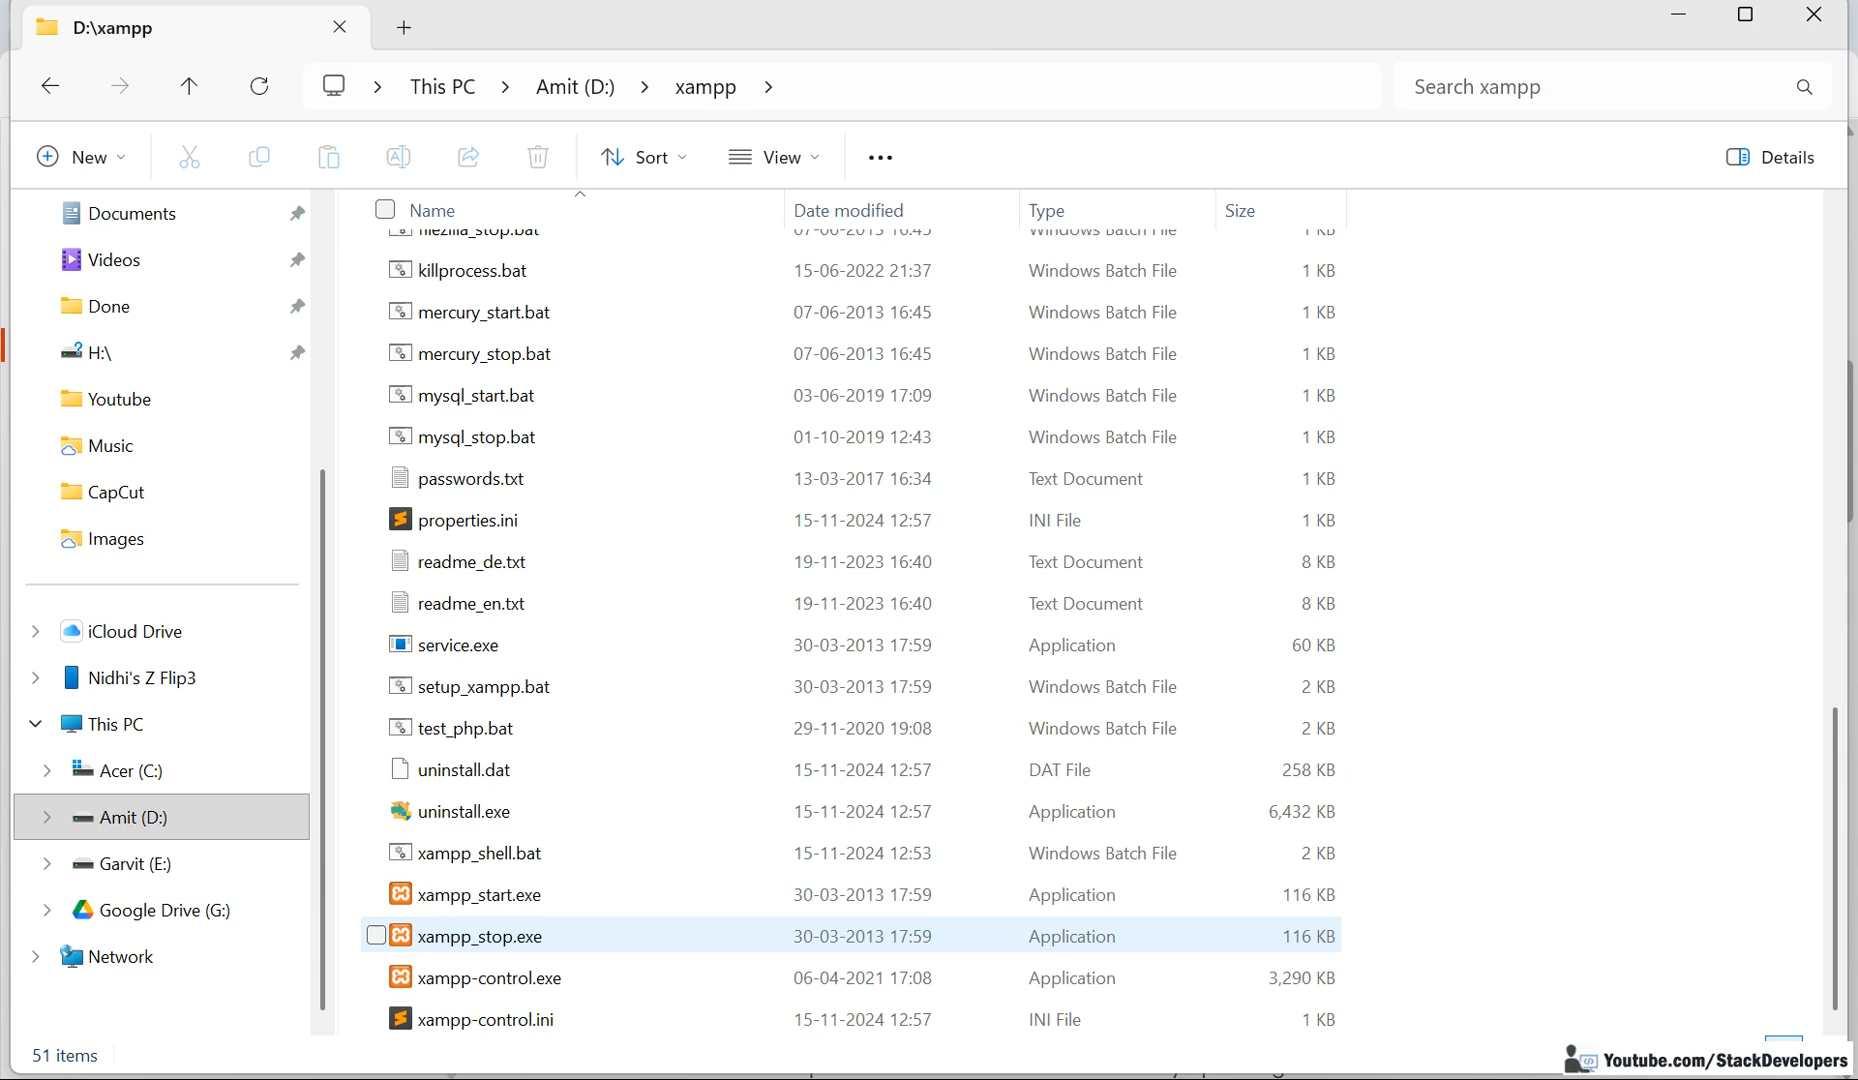 D:\xampp
This PC > Amit (D:) > xampp >
Search xampp
New
Sort
View
Details
Name Date modified Type Size
Documents
Videos
Done
H:\
Youtube
Music
CapCut
Images
iCloud Drive
Nidhi's Z Flip3
This PC
Acer (C:)
Amit (D:)
Garvit (E:)
Google Drive (G:)
Network
filezilla_stop.bat 07-06-2013 16:45 Windows Batch File 1 KB
killprocess.bat 15-06-2022 21:37 Windows Batch File 1 KB
mercury_start.bat 07-06-2013 16:45 Windows Batch File 1 KB
mercury_stop.bat 07-06-2013 16:45 Windows Batch File 1 KB
mysql_start.bat 03-06-2019 17:09 Windows Batch File 1 KB
mysql_stop.bat 01-10-2019 12:43 Windows Batch File 1 KB
passwords.txt 13-03-2017 16:34 Text Document 1 KB
properties.ini 15-11-2024 12:57 INI File 1 KB
readme_de.txt 19-11-2023 16:40 Text Document 8 KB
readme_en.txt 19-11-2023 16:40 Text Document 8 KB
service.exe 30-03-2013 17:59 Application 60 KB
setup_xampp.bat 30-03-2013 17:59 Windows Batch File 2 KB
test_php.bat 29-11-2020 19:08 Windows Batch File 2 KB
uninstall.dat 15-11-2024 12:57 DAT File 258 KB
uninstall.exe 15-11-2024 12:57 Application 6,432 KB
xampp_shell.bat 15-11-2024 12:53 Windows Batch File 2 KB
xampp_start.exe 30-03-2013 17:59 Application 116 KB
xampp_stop.exe 30-03-2013 17:59 Application 116 KB
xampp-control.exe 06-04-2021 17:08 Application 3,290 KB
xampp-control.ini 15-11-2024 12:57 INI File 1 KB
51 items
Youtube.com/StackDevelopers